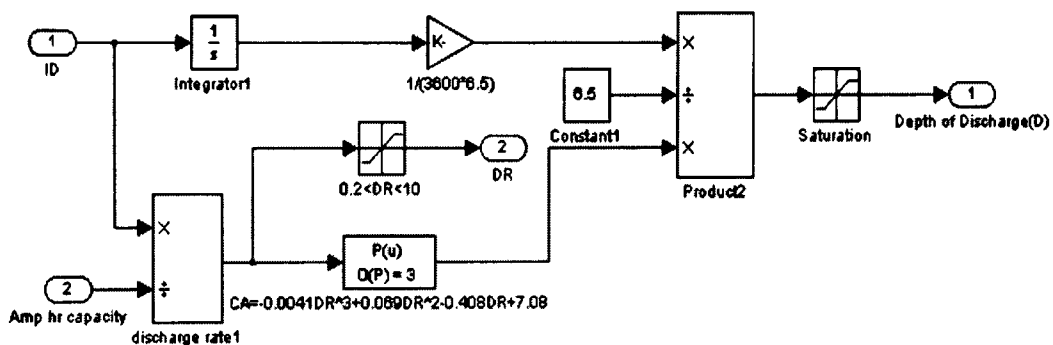 1
ID
1
s
Integrator1
K-
1/(3600*6.5)
×
6.5
÷
Constant1
×
Product2
Saturation
1
Depth of Discharge(D)
0.2<DR<10
2
DR
×
÷
2
Amp hr capacity
discharge rate1
P(u)
O(P) = 3
CA=-0.0041DR^3+0.069DR^2-0.408DR+7.08